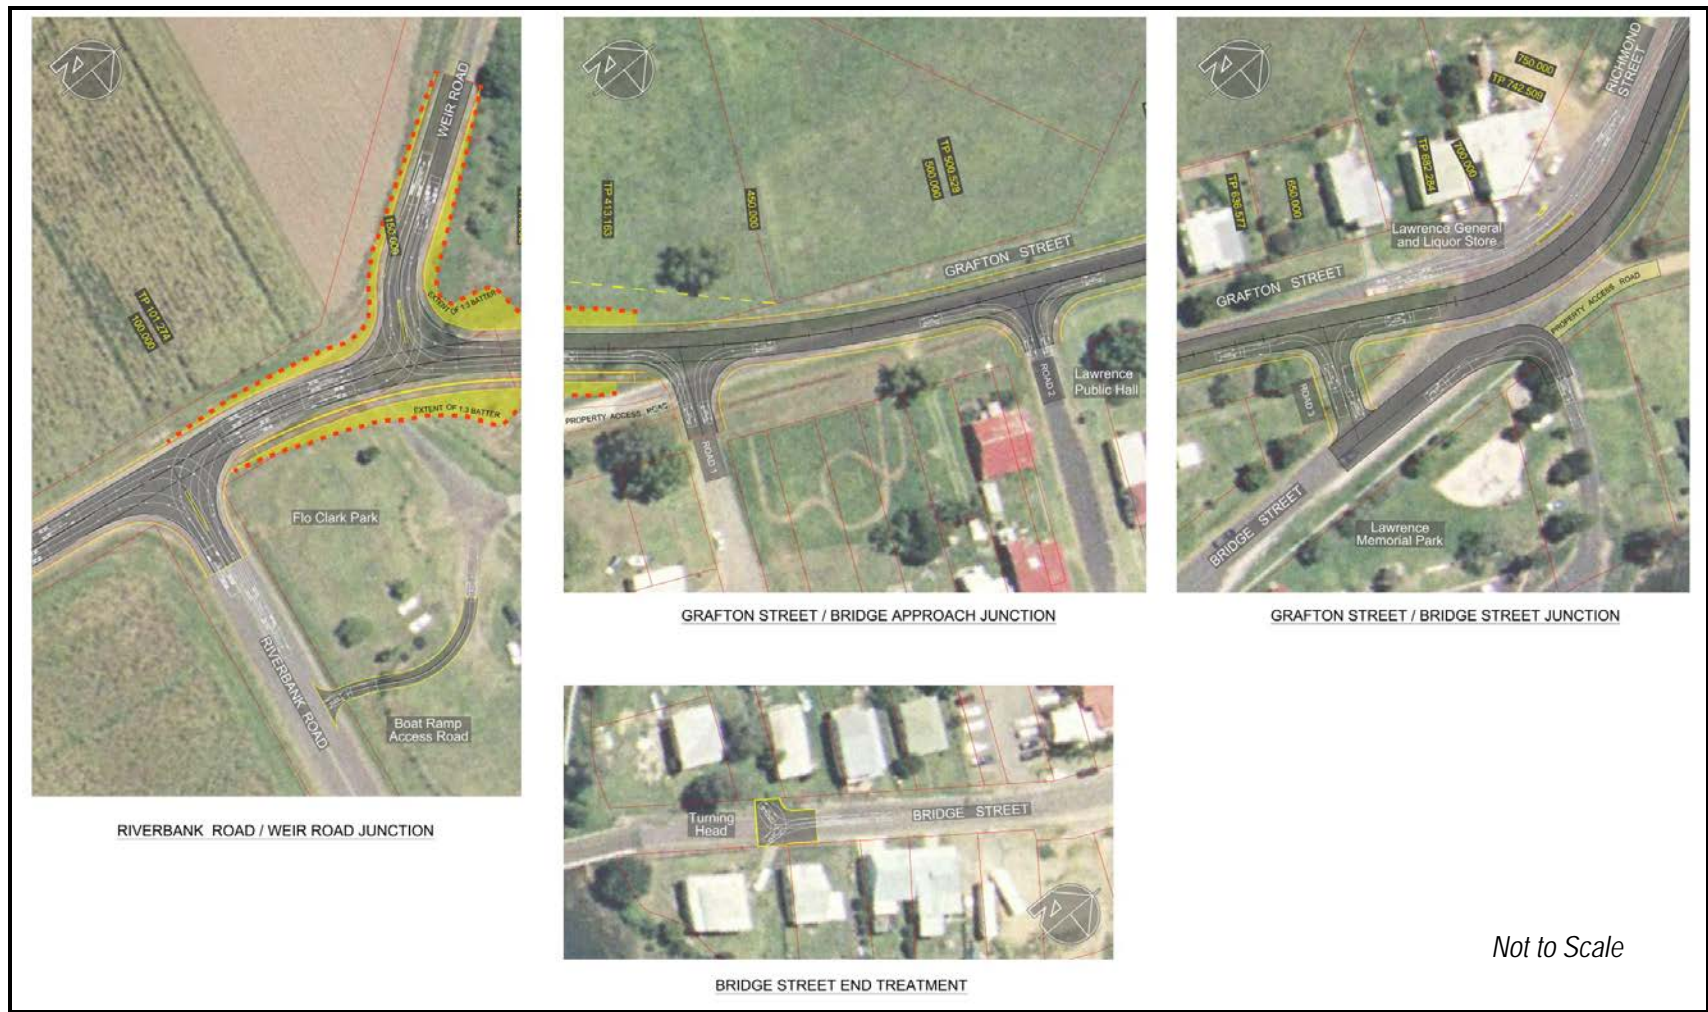 WEIR ROAD
150.609
TP 101.274
100.000
EXTENT OF 1:3 BATTER
EXTENT OF 1:3 BATTER
Flo Clark Park
RIVERBANK ROAD
Boat Ramp
Access Road
RIVERBANK ROAD / WEIR ROAD JUNCTION
TP 413.163
450.000
TP 500.529
500.000
GRAFTON STREET
PROPERTY ACCESS ROAD
ROAD 1
ROAD 2
Lawrence
Public Hall
GRAFTON STREET / BRIDGE APPROACH JUNCTION
RICHMOND
STREET
750.000
TP 742.509
TP 682.284
700.000
TP 636.577
650.000
Lawrence General
and Liquor Store
GRAFTON STREET
PROPERTY ACCESS ROAD
ROAD 3
BRIDGE STREET
Lawrence
Memorial Park
GRAFTON STREET / BRIDGE STREET JUNCTION
Turning
Head
BRIDGE STREET
BRIDGE STREET END TREATMENT
Not to Scale